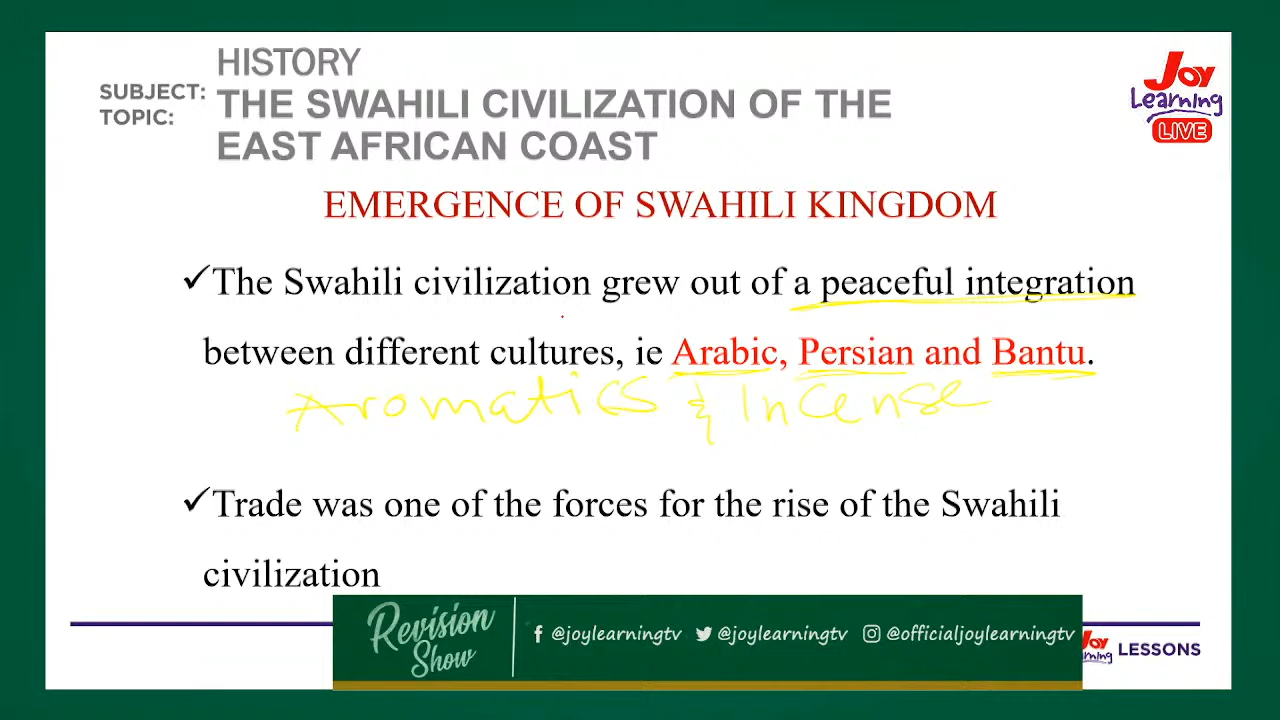 HISTORY
SUBJECT:
TOPIC:
THE SWAHILI CIVILIZATION OF THE
EAST AFRICAN COAST
Joy
Learning
LIVE
EMERGENCE OF SWAHILI KINGDOM
✓The Swahili civilization grew out of a peaceful integration
between different cultures, ie Arabic, Persian and Bantu.
Aromatics & Incense
✓Trade was one of the forces for the rise of the Swahili
civilization
Revision
Show
@joylearningtv @joylearningtv @officialjoylearningtv
Joy
Learning LESSONS